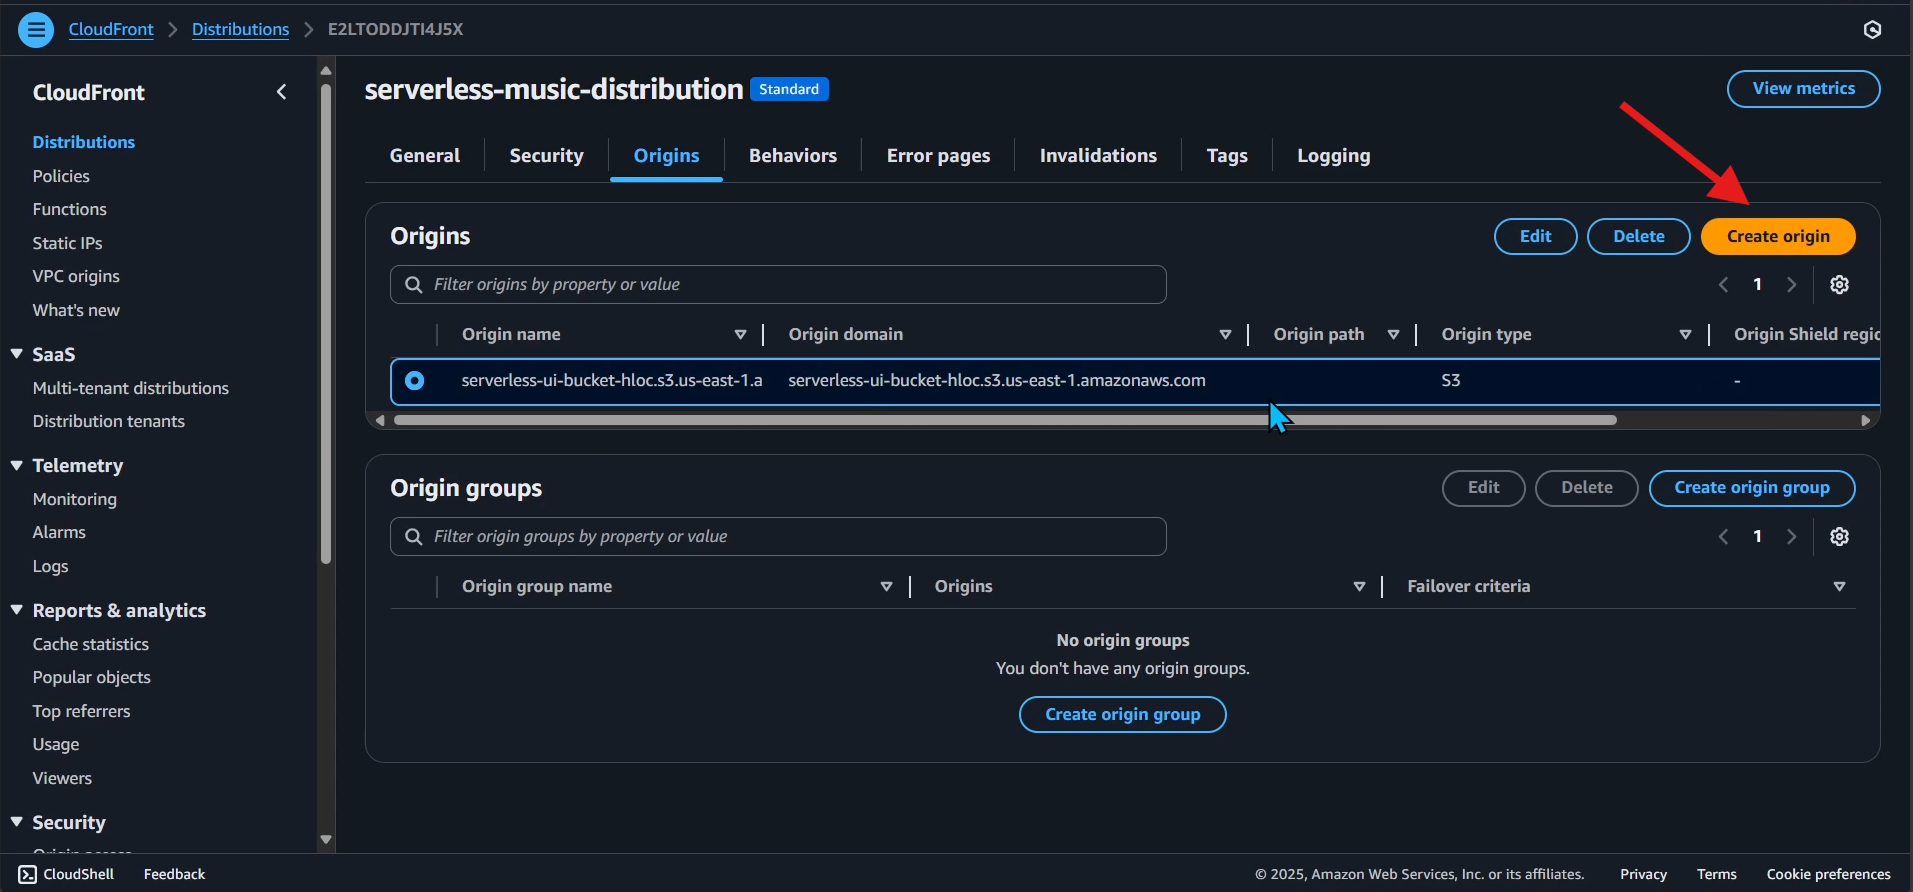 CloudFront > Distributions > E2LTODDJTI4J5X
CloudFront
Distributions
Policies
Functions
Static IPs
VPC origins
What's new
SaaS
Multi-tenant distributions
Distribution tenants
Telemetry
Monitoring
Alarms
Logs
Reports & analytics
Cache statistics
Popular objects
Top referrers
Usage
Viewers
Security
serverless-music-distribution Standard
View metrics
General Security Origins Behaviors Error pages Invalidations Tags Logging
Origins
Edit Delete Create origin
Filter origins by property or value
1
Origin name Origin domain Origin path Origin type Origin Shield regic
serverless-ui-bucket-hloc.s3.us-east-1.a serverless-ui-bucket-hloc.s3.us-east-1.amazonaws.com S3 -
Origin groups
Edit Delete Create origin group
Filter origin groups by property or value
1
Origin group name Origins Failover criteria
No origin groups
You don't have any origin groups.
Create origin group
CloudShell Feedback © 2025, Amazon Web Services, Inc. or its affiliates. Privacy Terms Cookie preferences